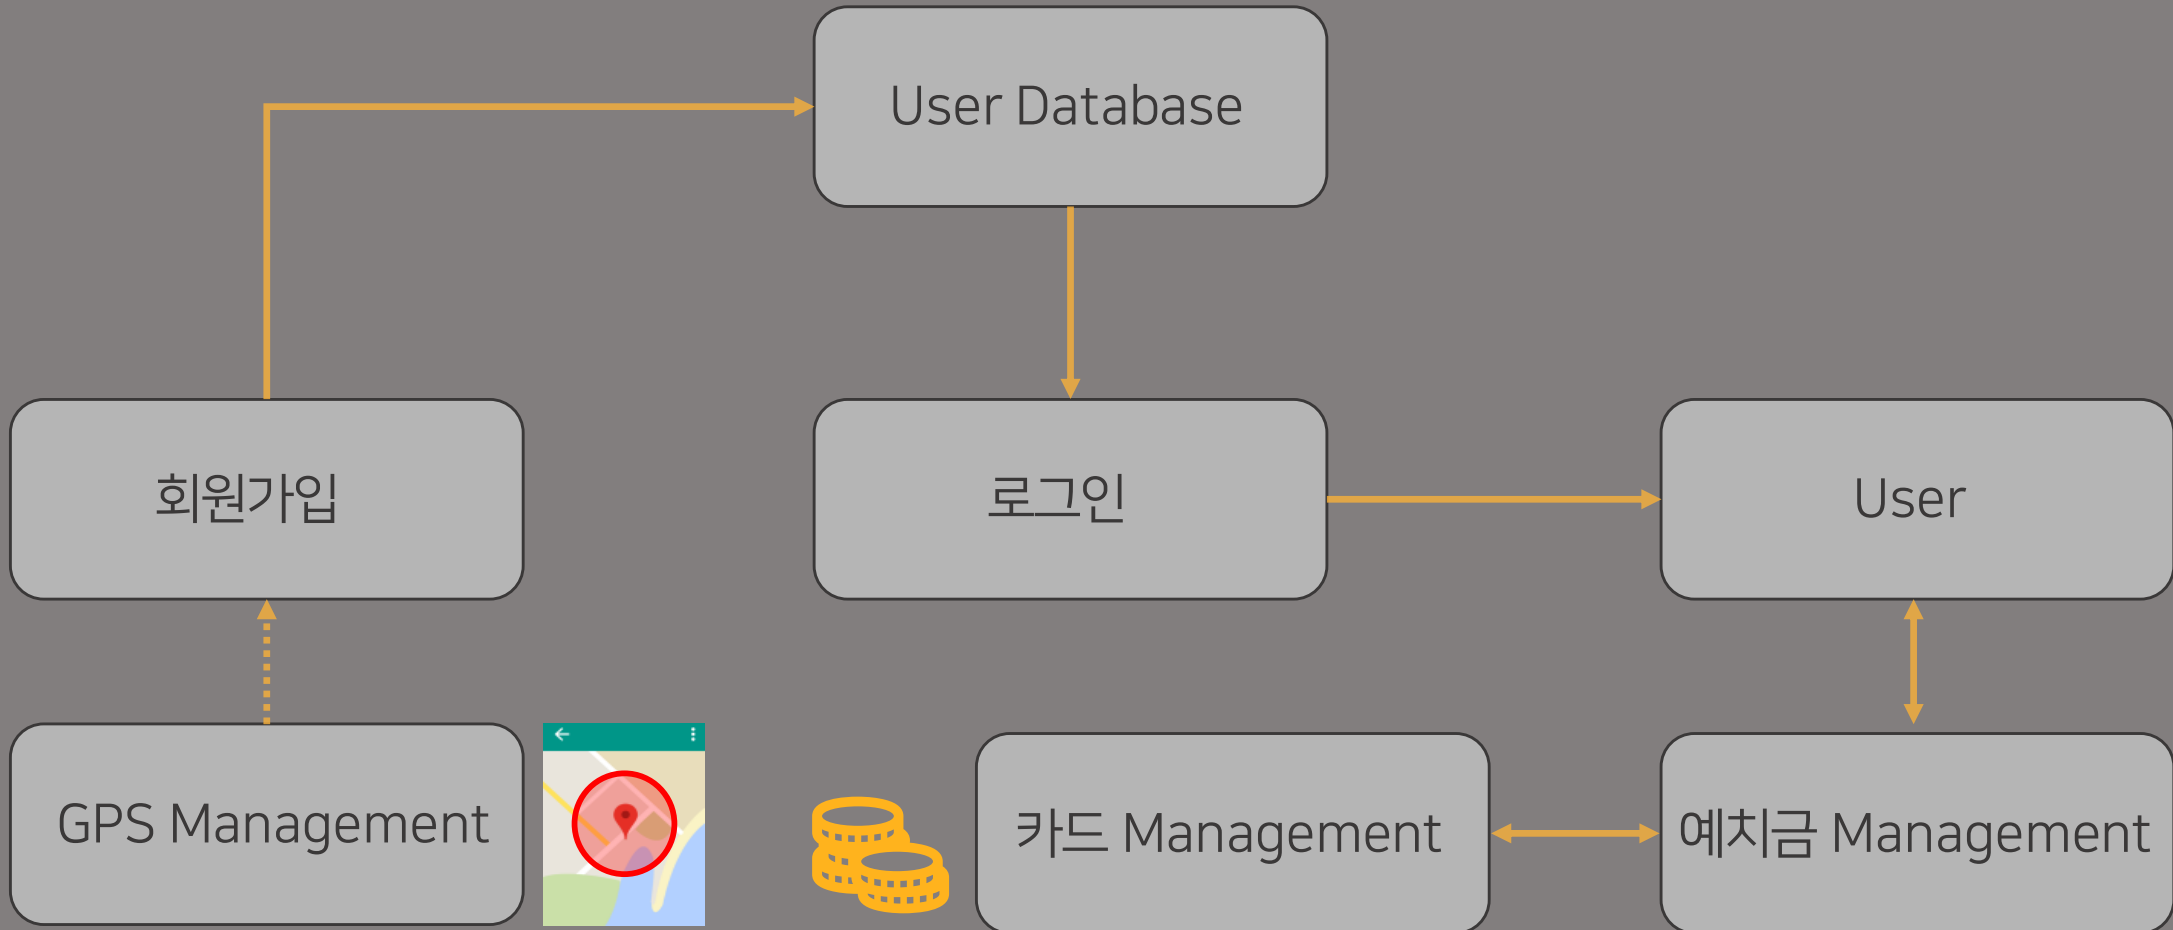 User Database
회원가입
로그인
User
GPS Management
카드 Management
예치금 Management